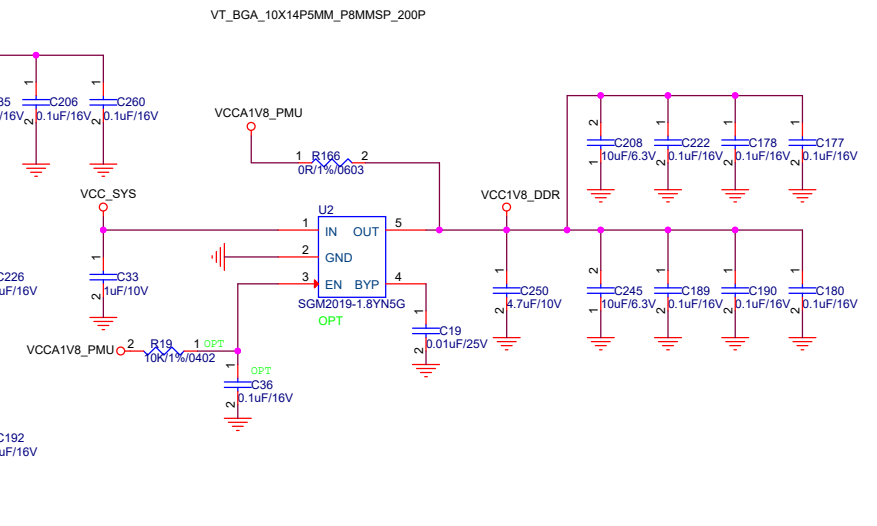 VT_BGA_10X14P5MM_P8MMSP_200P
1
1
35
C206
C260
/16V
0.1uF/16V
0.1uF/16V
2
2
VCCA1V8_PMU
1
R166
2
0R/1%/0603
2
1
1
1
C208
C222
C178
C177
10uF/6.3V
0.1uF/16V
0.1uF/16V
0.1uF/16V
1
2
2
2
VCC_SYS
VCC1V8_DDR
U2
1
IN
OUT
5
2
GND
3
EN
BYP
4
SGM2019-1.8YN5G
OPT
C226
uF/16V
1
C33
1uF/10V
2
1
C19
0.01uF/25V
2
1
C250
4.7uF/10V
2
2
C245
10uF/6.3V
1
1
C189
0.1uF/16V
2
1
C190
0.1uF/16V
2
1
C180
0.1uF/16V
2
VCCA1V8_PMU
2
R19
1
OPT
10K/1%/0402
1
OPT
C36
0.1uF/16V
2
C192
uF/16V